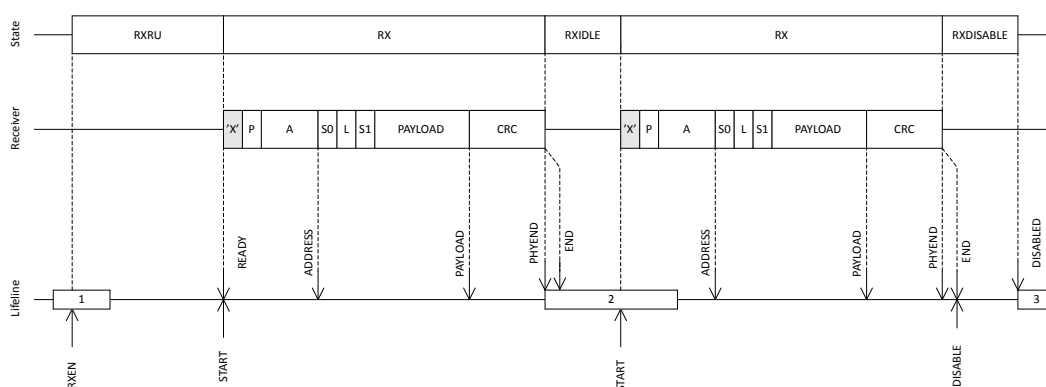 State
RXRU
RX
RXIDLE
RX
RXDISABLE
Receiver
'X'
P
A
S0
L
S1
PAYLOAD
CRC
'X'
P
A
S0
L
S1
PAYLOAD
CRC
READY
ADDRESS
PAYLOAD
PHYEND
END
ADDRESS
PAYLOAD
PHYEND
END
DISABLED
Lifeline
1
2
3
RXEN
START
START
DISABLE